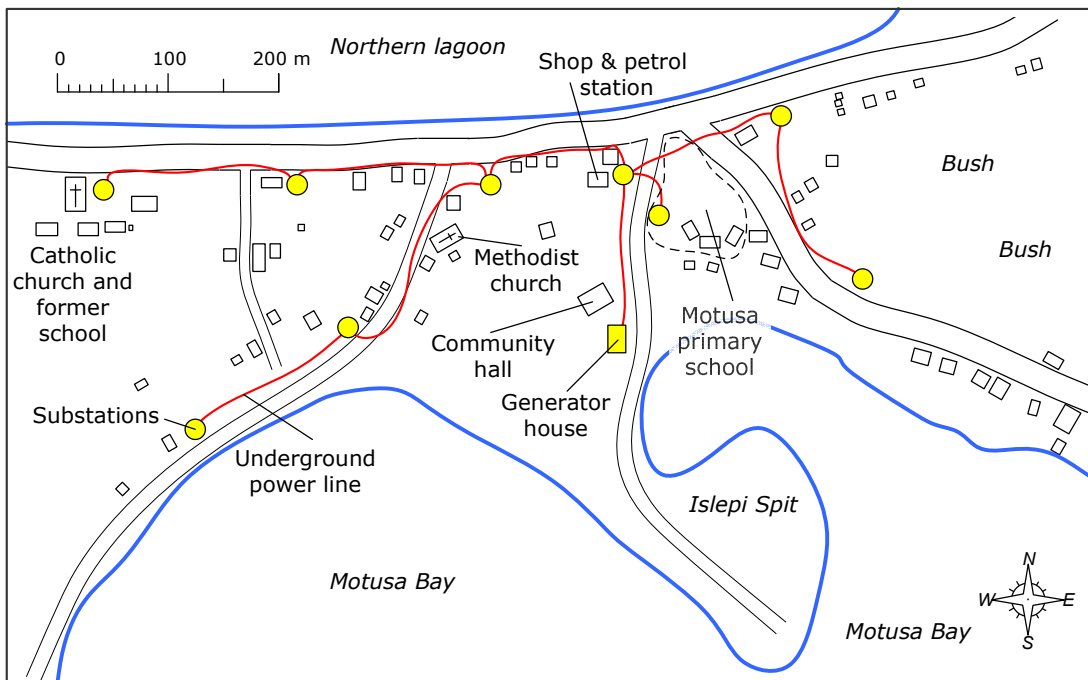 Northern lagoon
0 100 200 m
Shop & petrol
station
Bush
Bush
Catholic
church and
former
school
Methodist
church
Motusa
primary
school
Community
hall
Generator
house
Substations
Underground
power line
Islepi Spit
Motusa Bay
Motusa Bay
N
W E
S